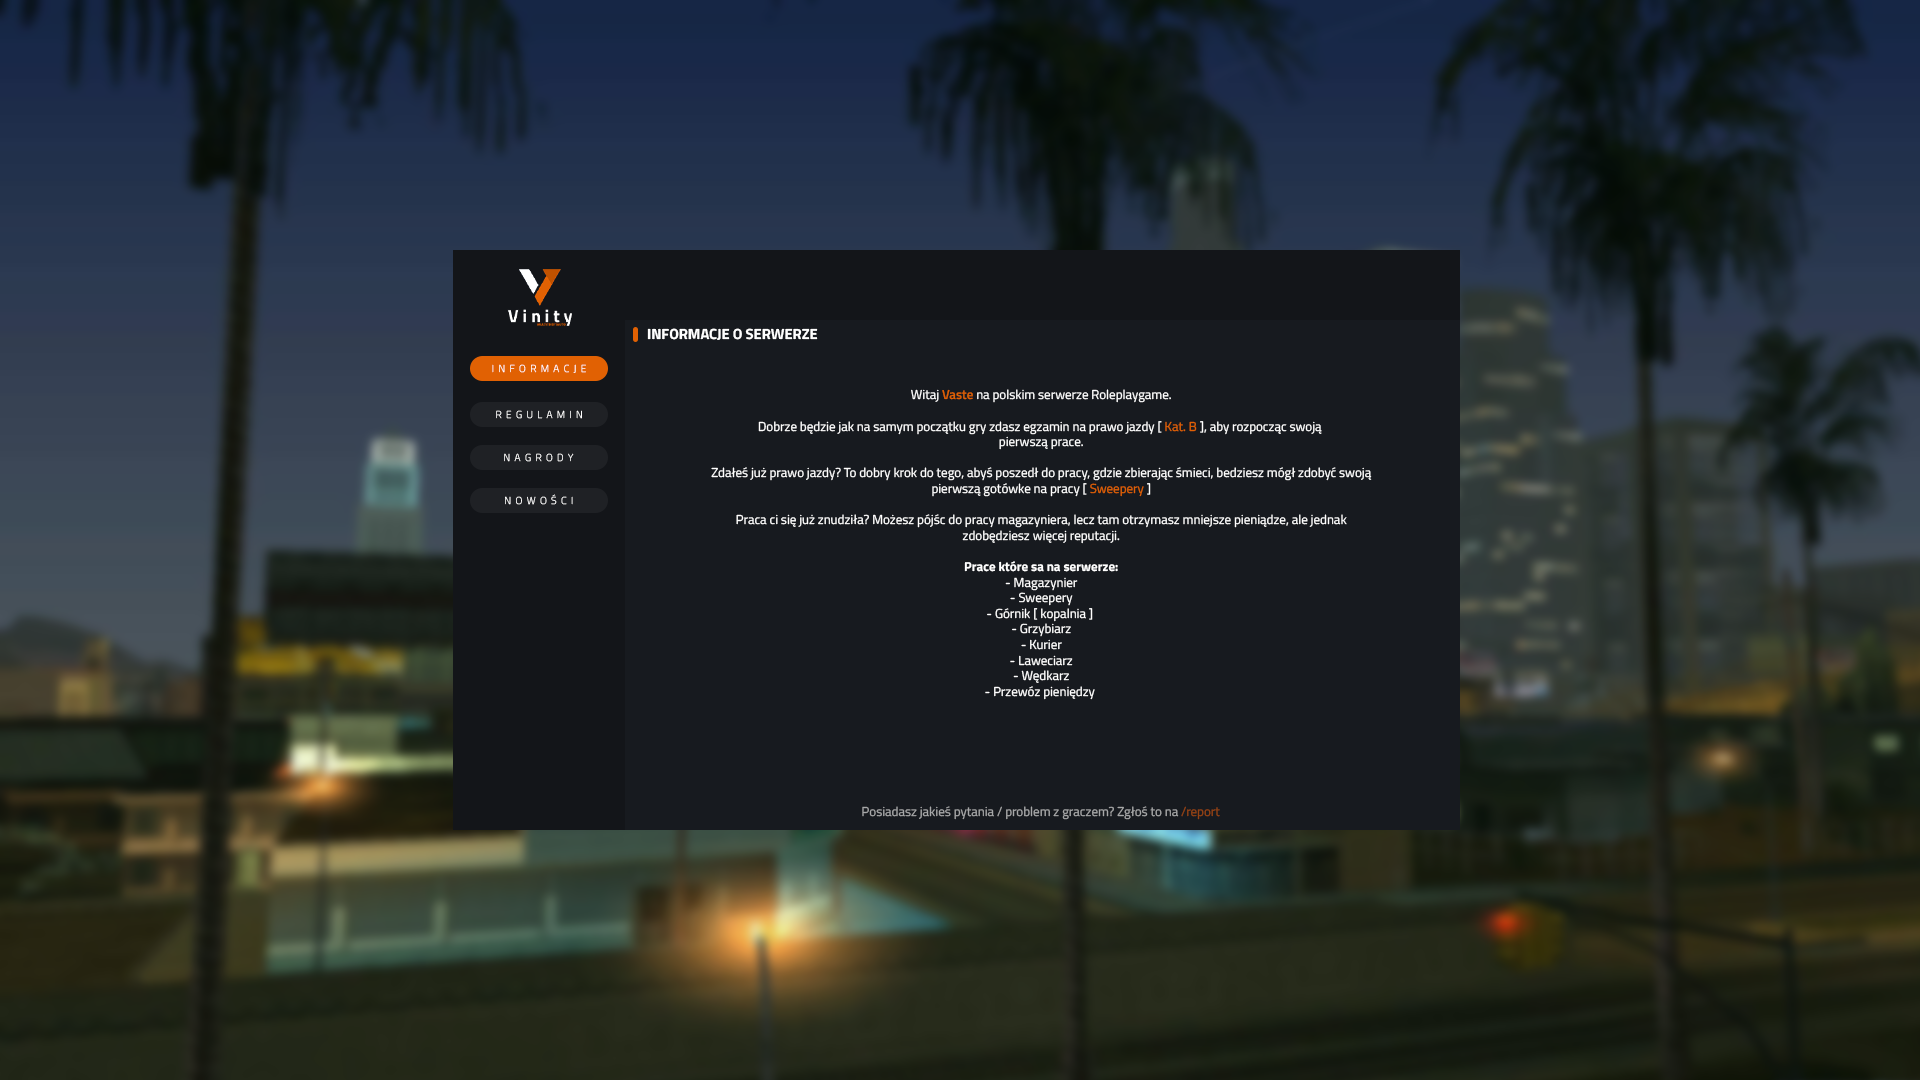 Vinity
INFORMACJE
REGULAMIN
NAGRODY
NOWOŚCI
INFORMACJE O SERWERZE
Witaj Vaste na polskim serwerze Roleplaygame.
Dobrze będzie jak na samym początku gry zdasz egzamin na prawo jazdy [ Kat. B ], aby rozpocząc swoją
pierwszą prace.
Zdałeś już prawo jazdy? To dobry krok do tego, abyś poszedł do pracy, gdzie zbierając śmieci, bedziesz mógł zdobyć swoją
pierwszą gotówke na pracy [ Sweepery ]
Praca ci się już znudziła? Możesz pójśc do pracy magazyniera, lecz tam otrzymasz mniejsze pieniądze, ale jednak
zdobędziesz więcej reputacji.
Prace które sa na serwerze:
- Magazynier
- Sweepery
- Górnik [ kopalnia ]
- Grzybiarz
- Kurier
- Laweciarz
- Wędkarz
- Przewóz pieniędzy
Posiadasz jakieś pytania / problem z graczem? Zgłoś to na /report